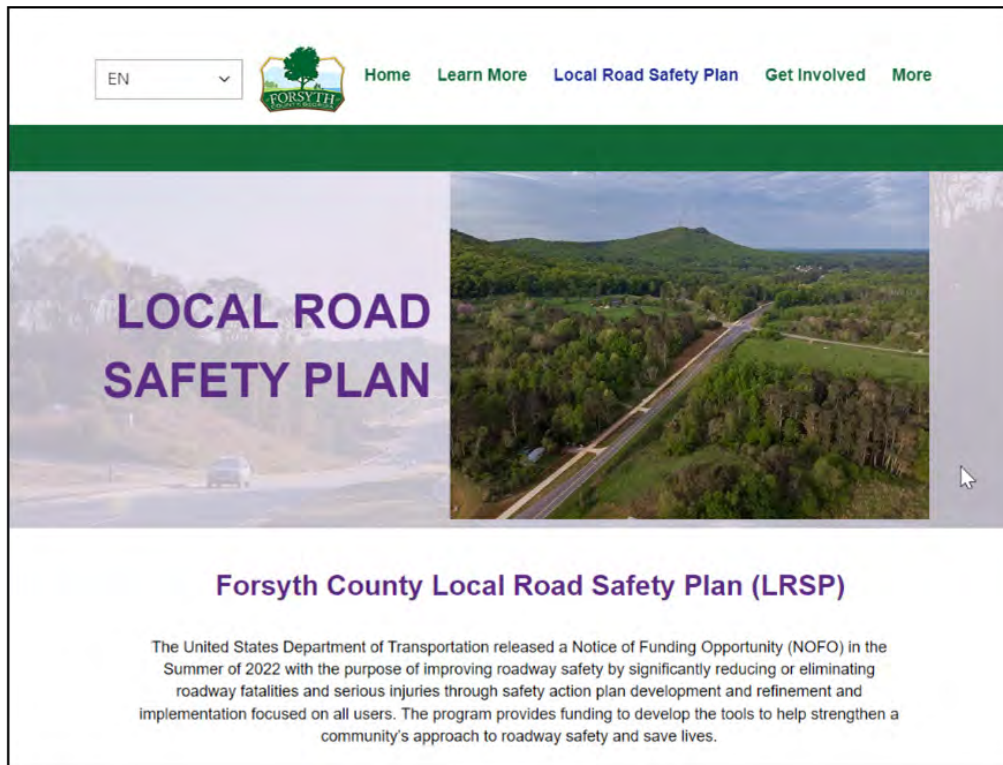 EN
FORSYTH
COUNTY GEORGIA
Home Learn More Local Road Safety Plan Get Involved More
LOCAL ROAD
SAFETY PLAN
Forsyth County Local Road Safety Plan (LRSP)
The United States Department of Transportation released a Notice of Funding Opportunity (NOFO) in the
Summer of 2022 with the purpose of improving roadway safety by significantly reducing or eliminating
roadway fatalities and serious injuries through safety action plan development and refinement and
implementation focused on all users. The program provides funding to develop the tools to help strengthen a
community’s approach to roadway safety and save lives.